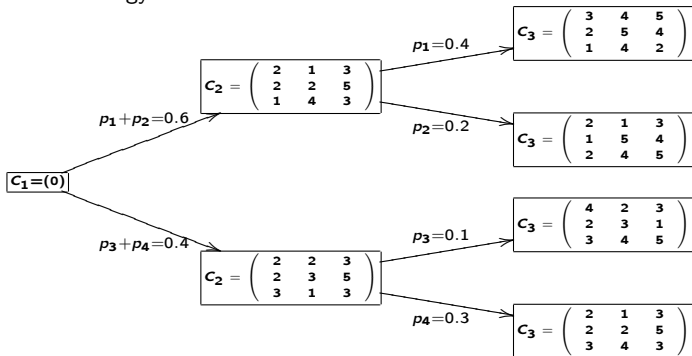 C₃ = ( 3 4 5
2 5 4
1 4 2 )
p₁=0.4
C₂ = ( 2 1 3
2 2 5
1 4 3 )
p₁+p₂=0.6
p₂=0.2
C₃ = ( 2 1 3
1 5 4
2 4 5 )
C₁=(0)
p₃+p₄=0.4
C₂ = ( 2 2 3
2 3 5
3 1 3 )
p₃=0.1
C₃ = ( 4 2 3
2 3 1
3 4 5 )
p₄=0.3
C₃ = ( 2 1 3
2 2 5
3 4 3 )